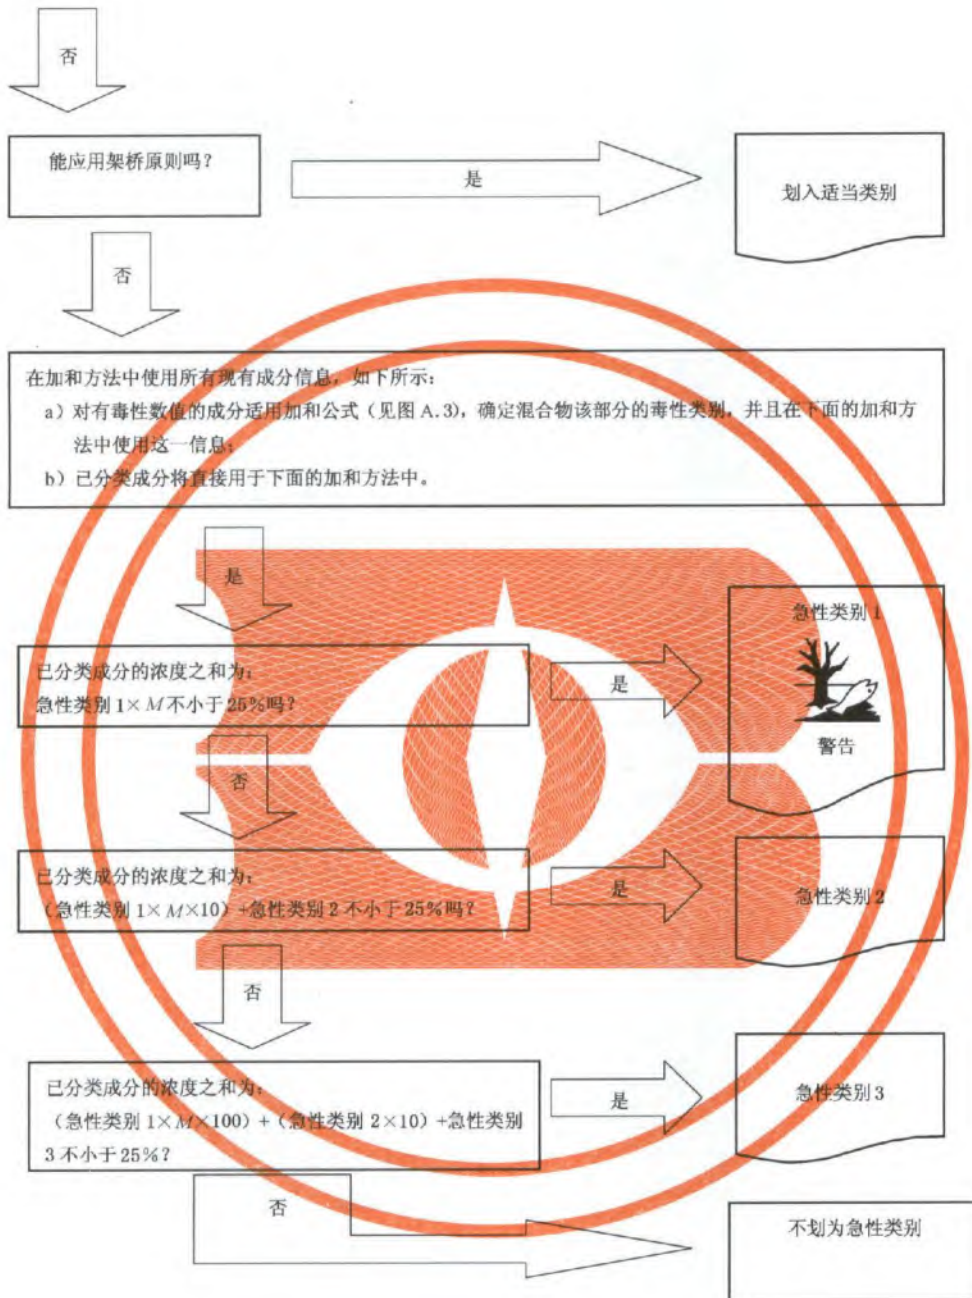 否
能应用架桥原则吗?
是
划入适当类别
否
在加和方法中使用所有现有成分信息,如下所示:
a)对有毒性数值的成分适用加和公式(见图 A.3),确定混合物该部分的毒性类别,并且在下面的加和方
法中使用这一信息;
b)已分类成分将直接用于下面的加和方法中。
是
急性类别 1
已分类成分的浓度之和为:
急性类别 1×M 不小于 25%吗?
是
警告
否
已分类成分的浓度之和为:
(急性类别 1×M×10)+急性类别 2 不小于 25%吗?
是
急性类别 2
否
已分类成分的浓度之和为:
(急性类别 1×M×100)+(急性类别 2×10)+急性类别
3 不小于 25%?
是
急性类别 3
否
不划为急性类别